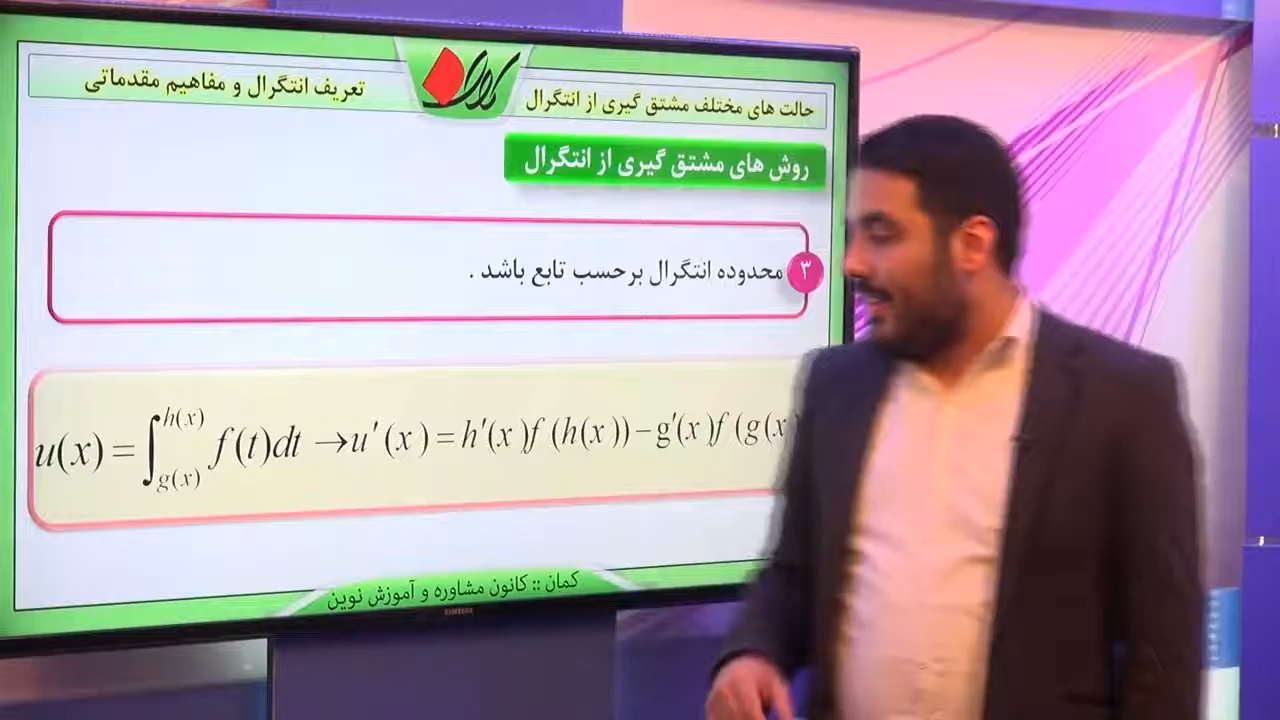 حالت های مختلف مشتق گیری از انتگرال
تعریف انتگرال و مفاهیم مقدماتی
روش های مشتق گیری از انتگرال
۳
محدوده انتگرال برحسب تابع باشد .
u(x) = ∫_{g(x)}^{h(x)} f(t)dt → u'(x) = h'(x)f(h(x)) − g'(x)f(g(x
کمان :: کانون مشاوره و آموزش نوین
SAMSUNG